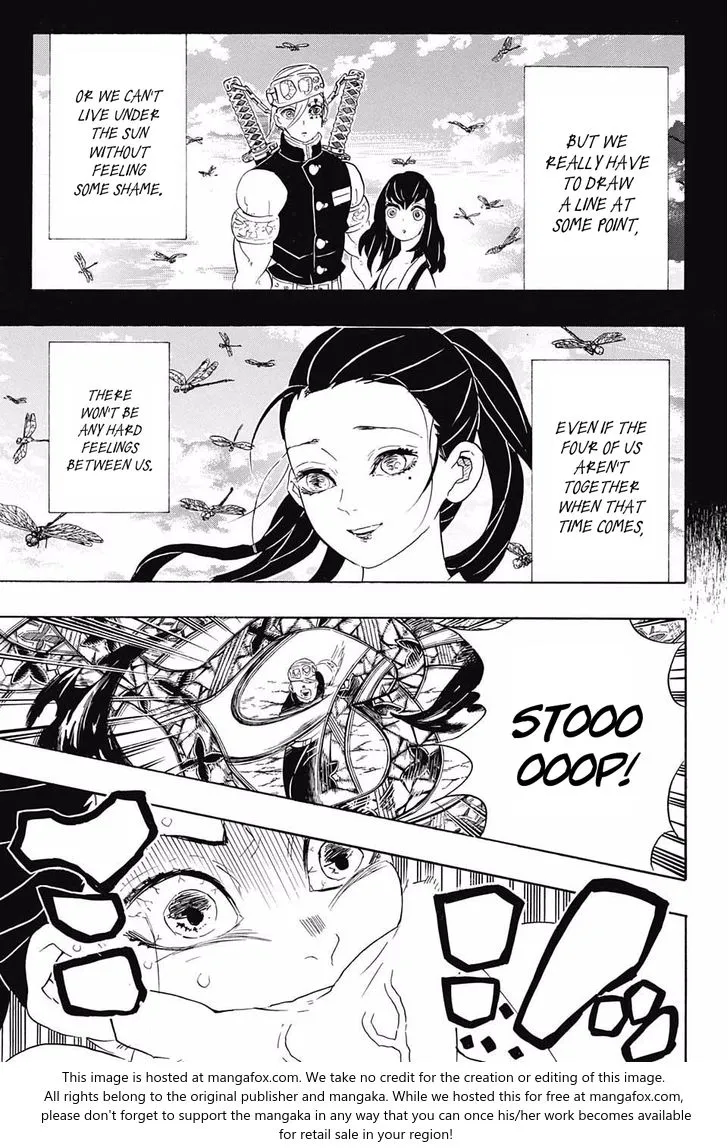 BUT WE
REALLY HAVE
TO DRAW
A LINE AT
SOME POINT,
OR WE CAN'T
LIVE UNDER
THE SUN
WITHOUT
FEELING
SOME SHAME.
EVEN IF THE
FOUR OF US
AREN'T
TOGETHER
WHEN THAT
TIME COMES,
THERE
WON'T BE
ANY HARD
FEELINGS
BETWEEN US.
STOOO
OOOP!
This image is hosted at mangafox.com. We take no credit for the creation or editing of this image.
All rights belong to the original publisher and mangaka. While we hosted this for free at mangafox.com,
please don't forget to support the mangaka in any way that you can once his/her work becomes available
for retail sale in your region!